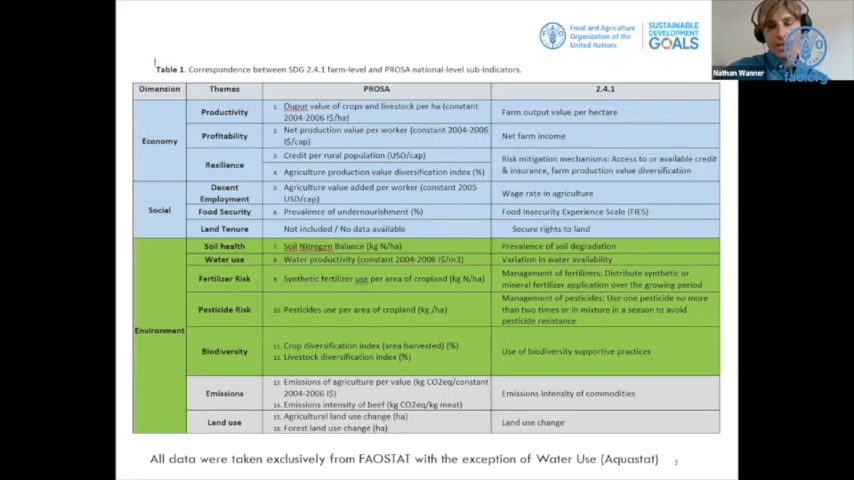 Food and Agriculture
Organization of the
United Nations
SUSTAINABLE
DEVELOPMENT
GOALS
Nathan Wanner
fao.org
Table 1. Correspondence between SDG 2.4.1 farm-level and PROSA national-level sub-indicators.
Dimension Themes PROSA 2.4.1
Economy
Productivity
1. Ouput value of crops and livestock per ha (constant
2004-2006 I$/ha)
Farm output value per hectare
Profitability
2. Net production value per worker (constant 2004-2006
I$/cap)
Net farm income
Resilience
3. Credit per rural population (USD/cap)
4. Agriculture production value diversification index (%)
Risk mitigation mechanisms: Access to or available credit
& insurance, farm production value diversification
Social
Decent
Employment
5. Agriculture value added per worker (constant 2005
USD/cap)
Wage rate in agriculture
Food Security
6. Prevalence of undernourishment (%)
Food Insecurity Experience Scale (FIES)
Land Tenure
Not included / No data available
Secure rights to land
Environment
Soil health
7. Soil Nitrogen Balance (kg N/ha)
Prevalence of soil degradation
Water use
8. Water productivity (constant 2004-2006 I$/m3)
Variation in water availability
Fertilizer Risk
9. Synthetic fertilizer use per area of cropland (kg N/ha)
Management of fertilizers: Distribute synthetic or
mineral fertilizer application over the growing period
Pesticide Risk
10. Pesticides use per area of cropland (kg /ha)
Management of pesticides: Use one pesticide no more
than two times or in mixture in a season to avoid
pesticide resistance
Biodiversity
11. Crop diversification index (area harvested) (%)
12. Livestock diversification index (%)
Use of biodiversity supportive practices
Emissions
13. Emissions of agriculture per value (kg CO2eq/constant
2004-2006 I$)
14. Emissions intensity of beef (kg CO2eq/kg meat)
Emissions Intensity of commodities
Land use
15. Agricultural land use change (ha)
16. Forest land use change (ha)
Land use change
All data were taken exclusively from FAOSTAT with the exception of Water Use (Aquastat)
3